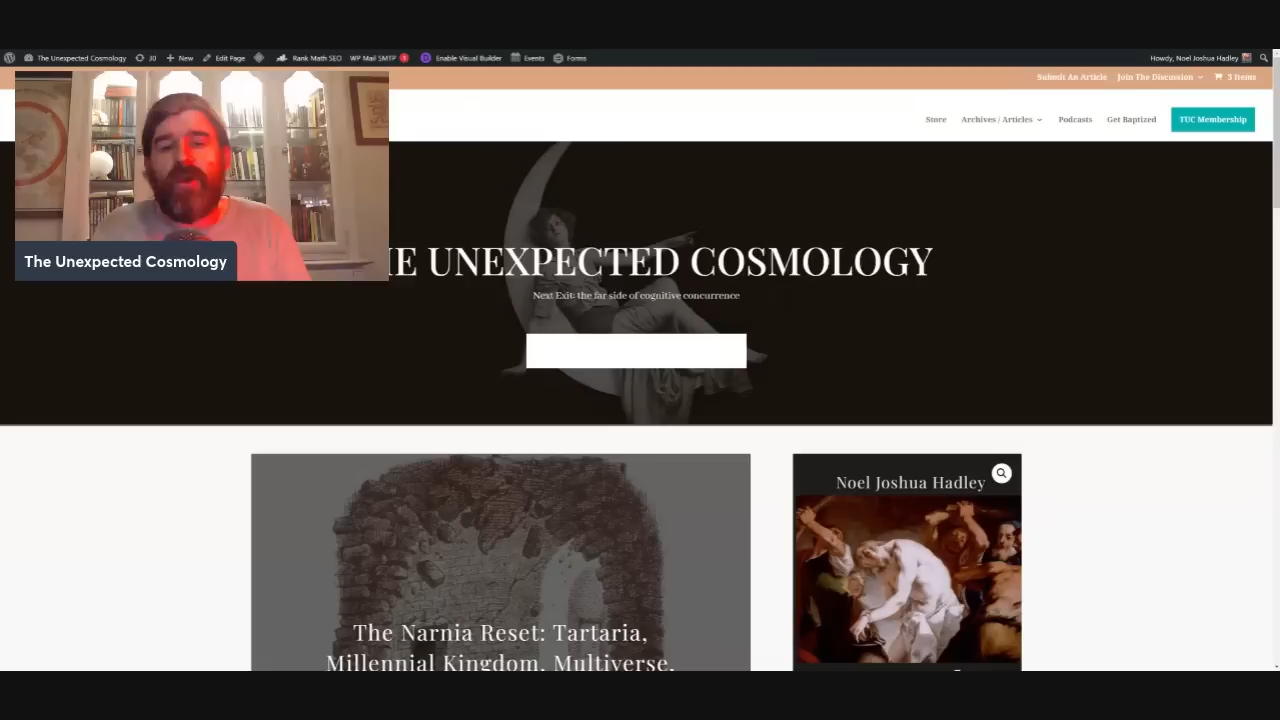 The Unexpected Cosmology
New
Edit Page
Rank Math SEO
WP Mail SMTP
Enable Visual Builder
Events
Forms
Howdy, Noel Joshua Hadley
Submit An Article
Join The Discussion
3 Items
Store
Archives / Articles
Podcasts
Get Baptized
TUC Membership
The Unexpected Cosmology
UNEXPECTED COSMOLOGY
Next Exit: the far side of cognitive concurrence
Noel Joshua Hadley
The Narnia Reset: Tartaria,
Millennial Kingdom, Multiverse,